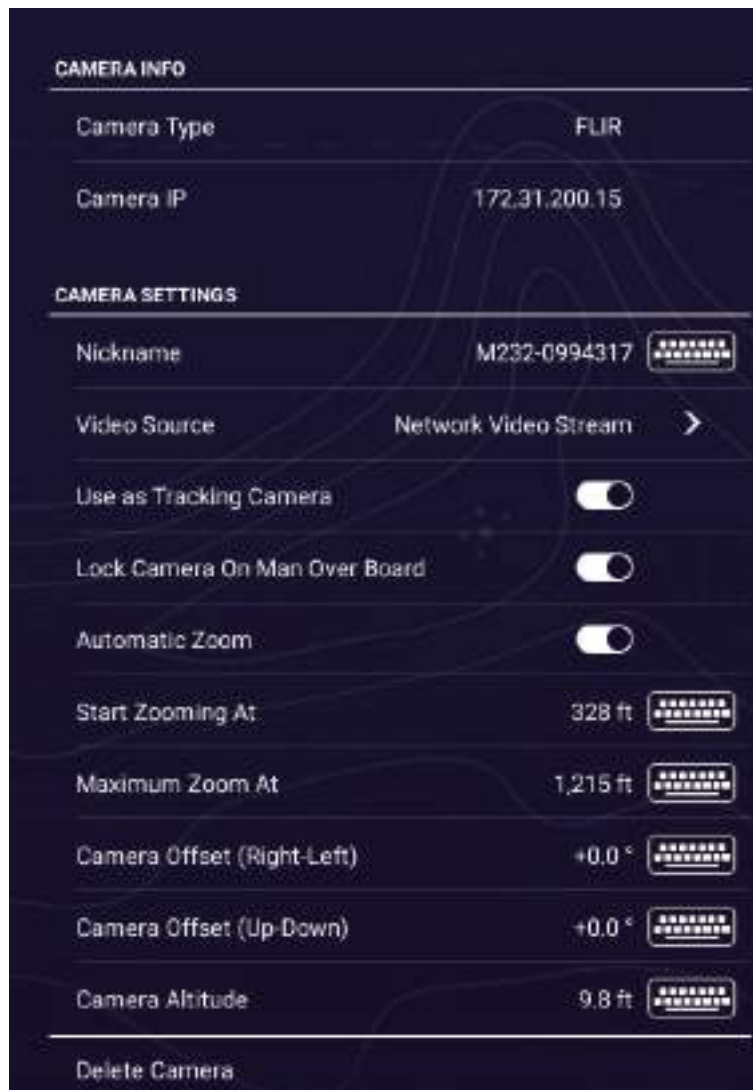 CAMERA INFO
Camera Type FLIR
Camera IP 172.31.200.15
CAMERA SETTINGS
Nickname M232-0994317
Video Source Network Video Stream
Use as Tracking Camera
Lock Camera On Man Over Board
Automatic Zoom
Start Zooming At 328 ft
Maximum Zoom At 1,215 ft
Camera Offset (Right-Left) +0.0 °
Camera Offset (Up-Down) +0.0 °
Camera Altitude 9.8 ft
Delete Camera